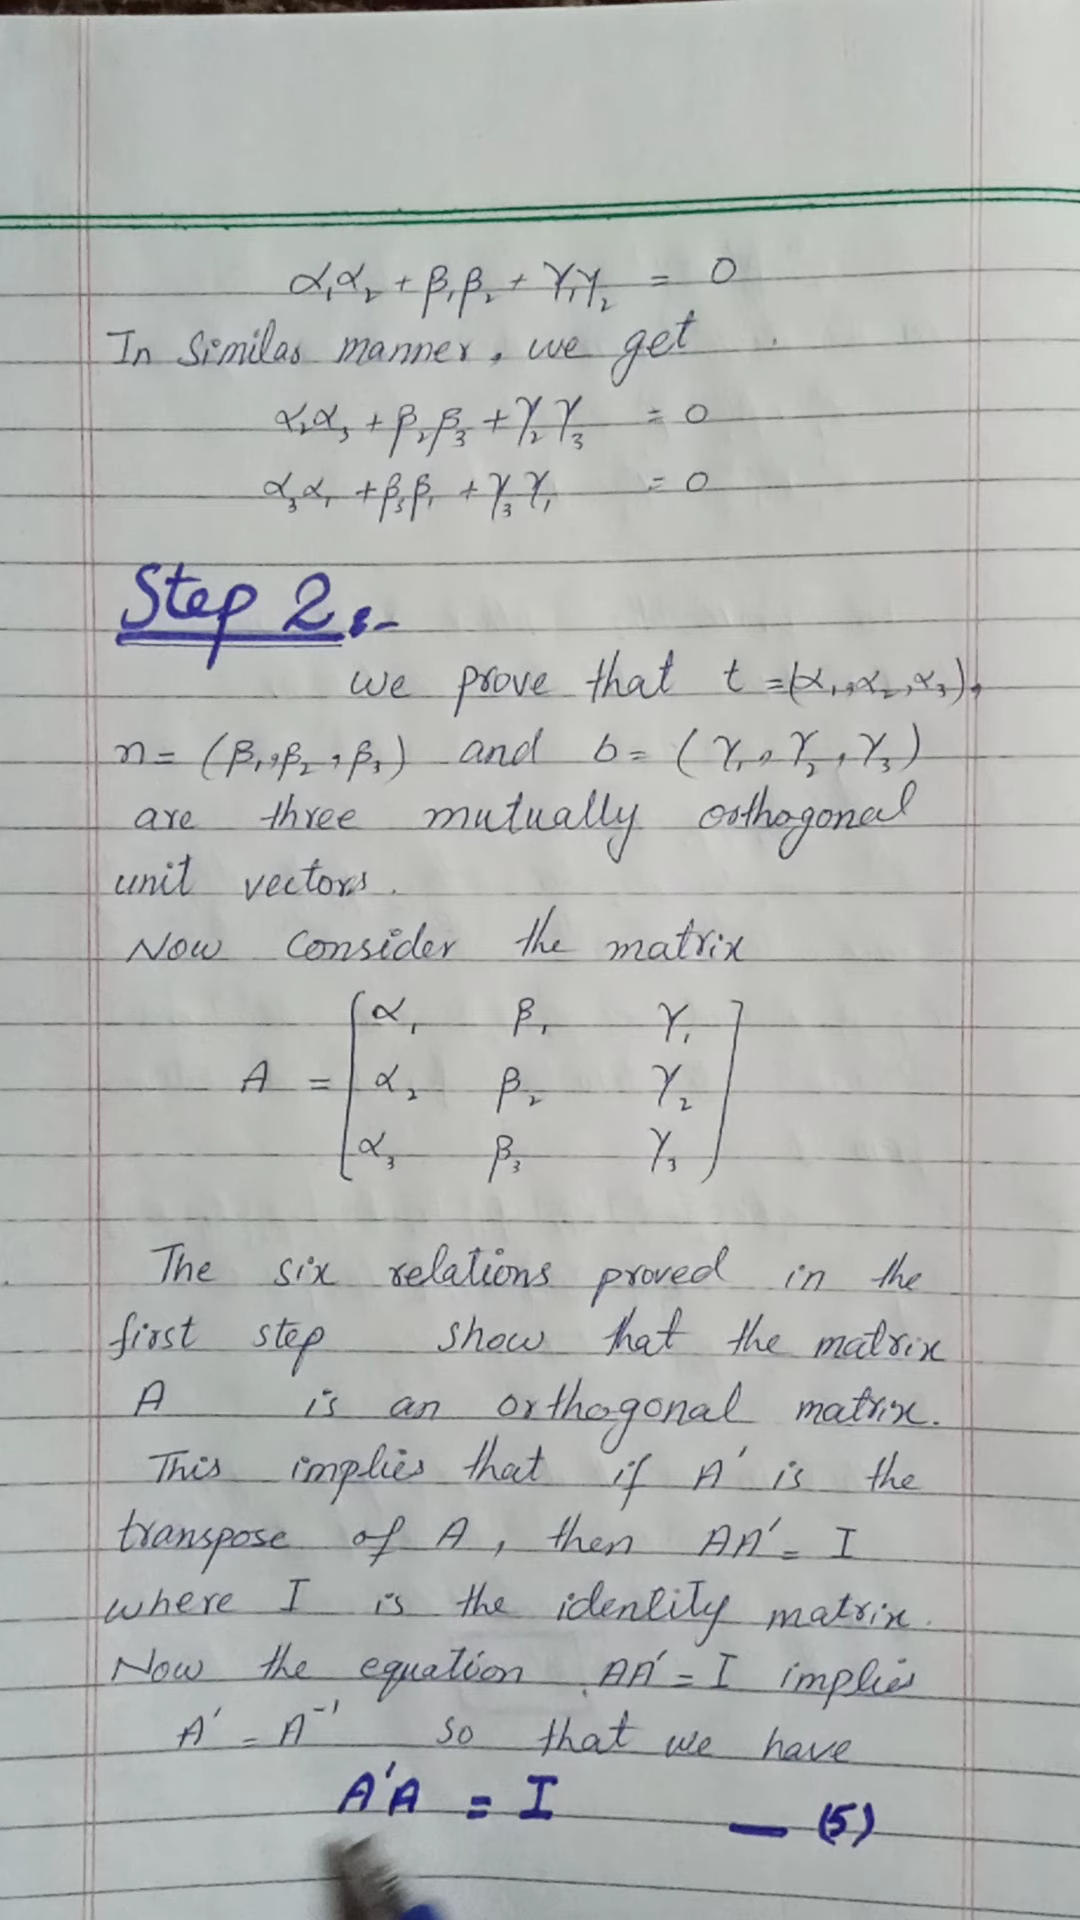 α₁α₂ + β₁β₂ + γ₁γ₂ = 0
In Similar manner, we get
α₂α₃ + β₂β₃ + γ₂γ₃ = 0
α₃α₁ + β₃β₁ + γ₃γ₁ = 0
Step 2:-
we prove that t = (α₁, α₂, α₃),
n = (β₁, β₂, β₃) and b = (γ₁, γ₂, γ₃)
are three mutually orthogonal
unit vectors.
Now Consider the matrix
α₁ β₁ γ₁
A = α₂ β₂ γ₂
α₃ β₃ γ₃
The six relations proved in the
first step show that the matrix
A is an orthogonal matrix.
This implies that if A' is the
transpose of A, then AA' = I
where I is the identity matrix.
Now the equation AA' = I implies
A' = A⁻¹ so that we have
A'A = I — (5)